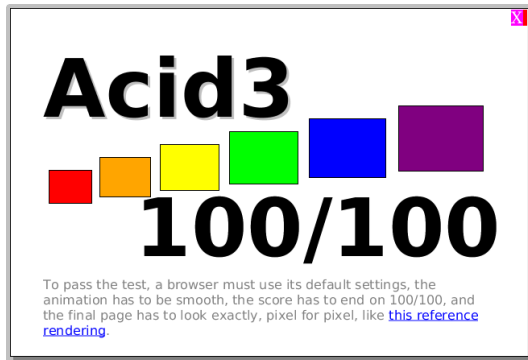 X
Acid3
100/100
To pass the test, a browser must use its default settings, the
animation has to be smooth, the score has to end on 100/100, and
the final page has to look exactly, pixel for pixel, like this reference
rendering.